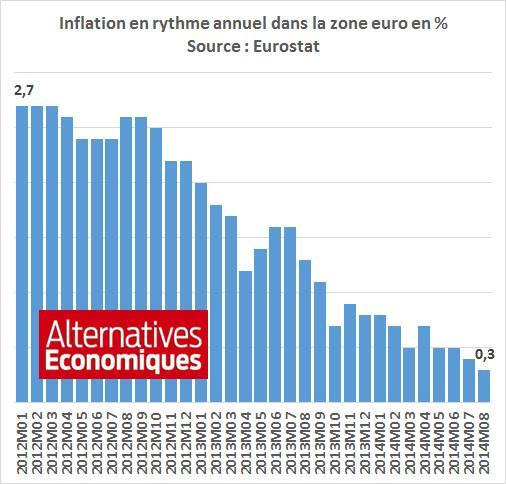 Inflation en rythme annuel dans la zone euro en %
Source : Eurostat
2,7
Alternatives
Economiques
0,3
2012M01
2012M02
2012M03
2012M04
2012M05
2012M06
2012M07
2012M08
2012M09
2012M10
2012M11
2012M12
2013M01
2013M02
2013M03
2013M04
2013M05
2013M06
2013M07
2013M08
2013M09
2013M10
2013M11
2013M12
2014M01
2014M02
2014M03
2014M04
2014M05
2014M06
2014M07
2014M08